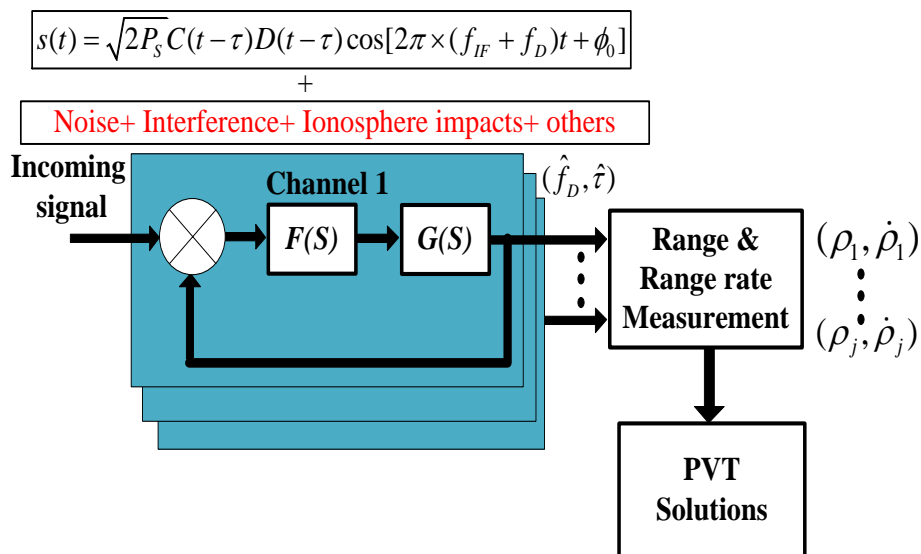 s(t) = √2P_S C(t−τ)D(t−τ)cos[2π×(f_IF + f_D)t + ϕ_0]
+
Noise+ Interference+ Ionosphere impacts+ others
Incoming
signal
Channel 1
(f̂_D, τ̂)
F(S)
G(S)
Range &
Range rate
Measurement
(ρ_1, ρ̇_1)
(ρ_j, ρ̇_j)
PVT
Solutions